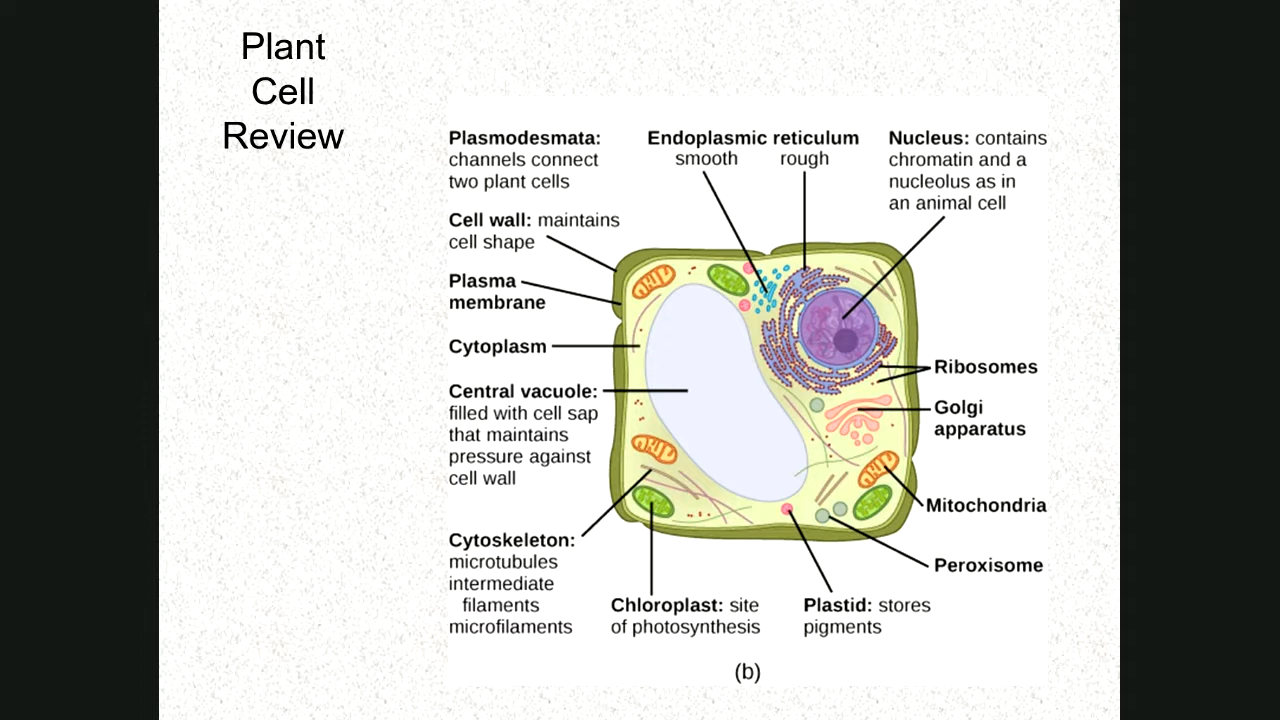 Plant
Cell
Review
Plasmodesmata:
channels connect
two plant cells
Endoplasmic reticulum
smooth rough
Nucleus: contains
chromatin and a
nucleolus as in
an animal cell
Cell wall: maintains
cell shape
Plasma
membrane
Cytoplasm
Central vacuole:
filled with cell sap
that maintains
pressure against
cell wall
Ribosomes
Golgi
apparatus
Mitochondria
Peroxisome
Cytoskeleton:
microtubules
intermediate
filaments
microfilaments
Chloroplast: site
of photosynthesis
Plastid: stores
pigments
(b)